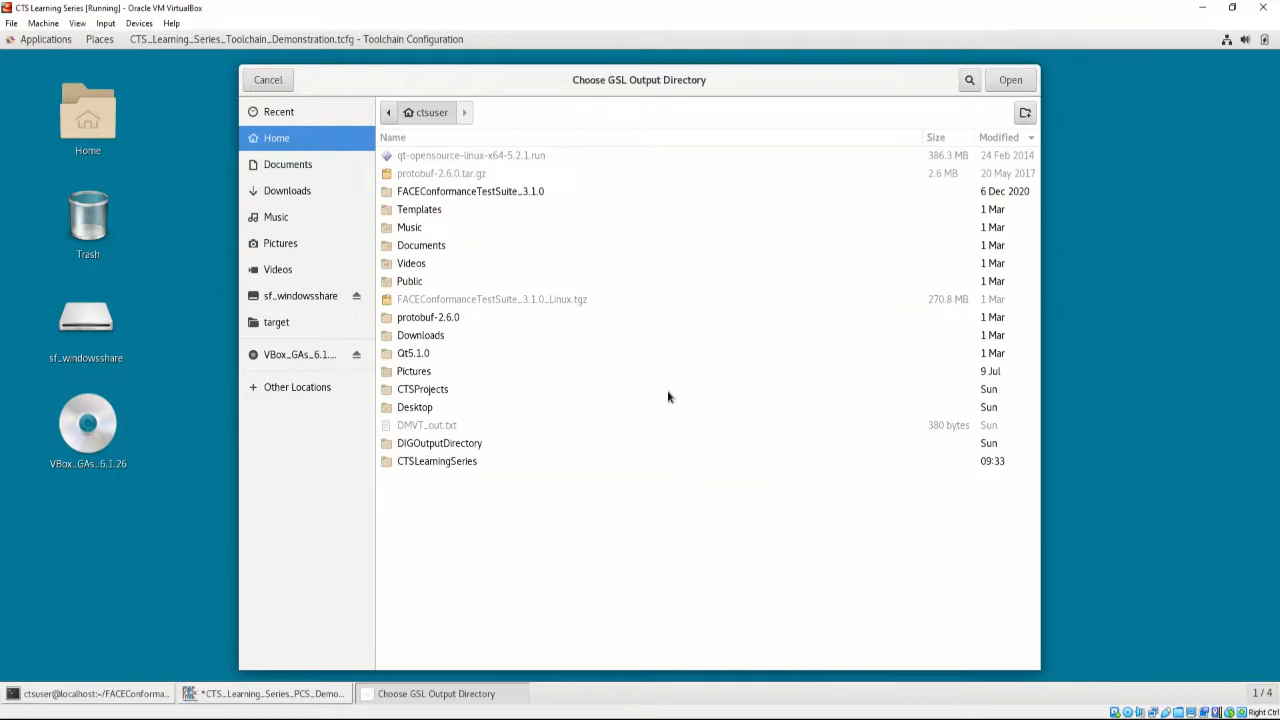 CTS Learning Series [Running] - Oracle VM VirtualBox
File Machine View Input Devices Help
Applications Places CTS_Learning_Series_Toolchain_Demonstration.tcfg - Toolchain Configuration
Cancel Choose GSL Output Directory Open
Recent
Home
Documents
Downloads
Music
Pictures
Videos
sf_windowsshare
target
VBox_GAs_6.1....
Other Locations
ctsuser
Name Size Modified
qt-opensource-linux-x64-5.2.1.run 386.3 MB 24 Feb 2014
protobuf-2.6.0.tar.gz 2.6 MB 20 May 2017
FACEConformanceTestSuite_3.1.0 6 Dec 2020
Templates 1 Mar
Music 1 Mar
Documents 1 Mar
Videos 1 Mar
Public 1 Mar
FACEConformanceTestSuite_3.1.0_Linux.tgz 270.8 MB 1 Mar
protobuf-2.6.0 1 Mar
Downloads 1 Mar
Qt5.1.0 1 Mar
Pictures 9 Jul
CTSProjects Sun
Desktop Sun
DMVT_out.txt 380 bytes Sun
DIGOutputDirectory Sun
CTSLearningSeries 09:33
Home
Trash
sf_windowsshare
VBox_GAs_6.1.26
ctsuser@localhost:~/FACEConforma... *CTS_Learning_Series_PCS_Demo... Choose GSL Output Directory 1 / 4
Right Ctrl